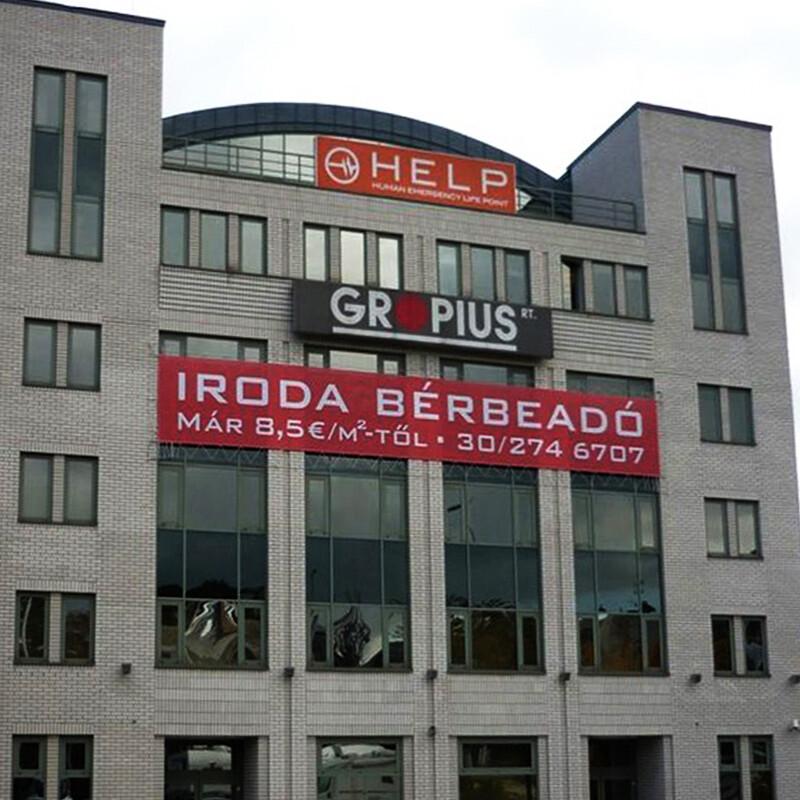 HELP
HUMAN EMERGENCY LIFE POINT
GROPIUS RT.
IRODA BÉRBEADÓ
MÁR 8,5€/M²-TŐL ▪ 30/274 6707